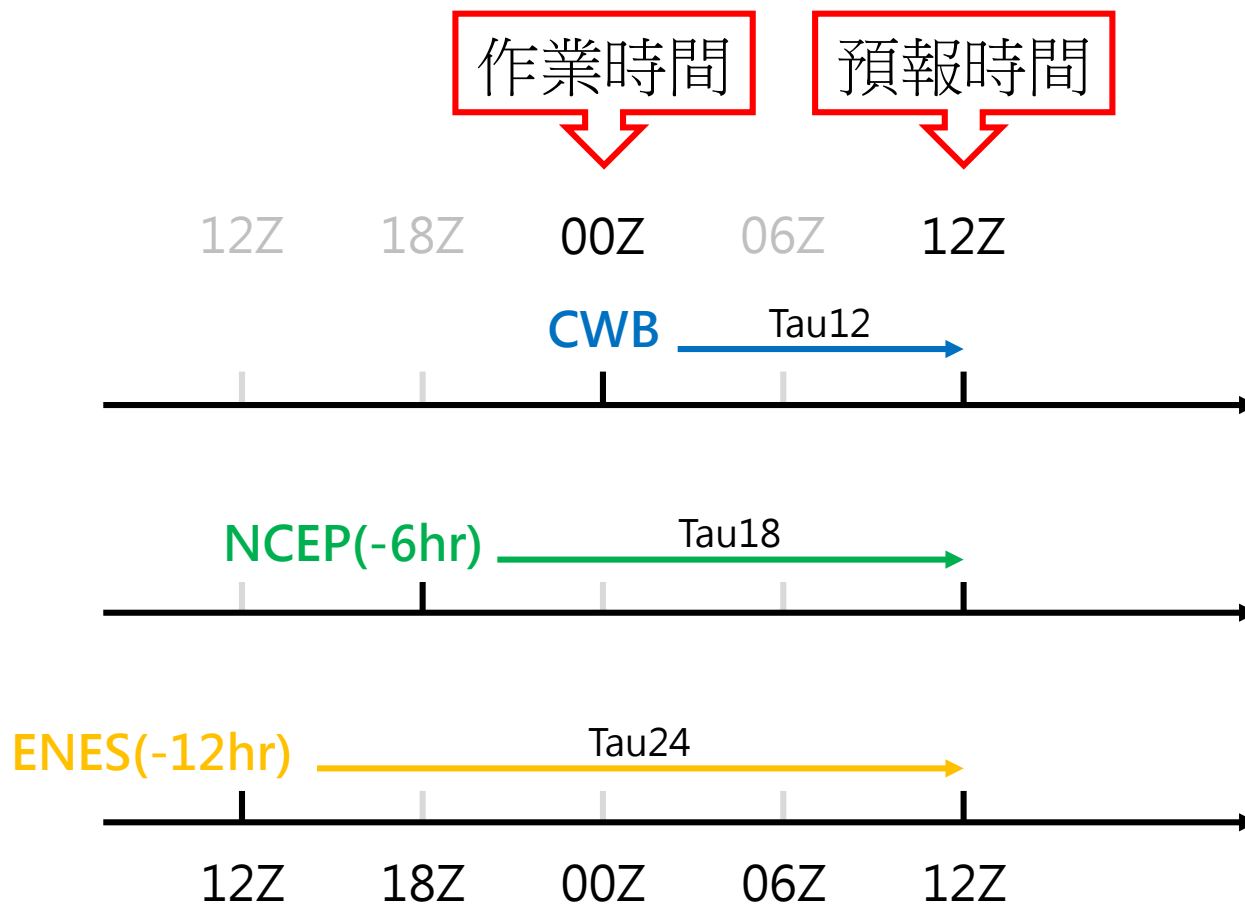 作業時間 預報時間
12Z 18Z 00Z 06Z 12Z
CWB Tau12
NCEP(-6hr) Tau18
ENES(-12hr) Tau24
12Z 18Z 00Z 06Z 12Z